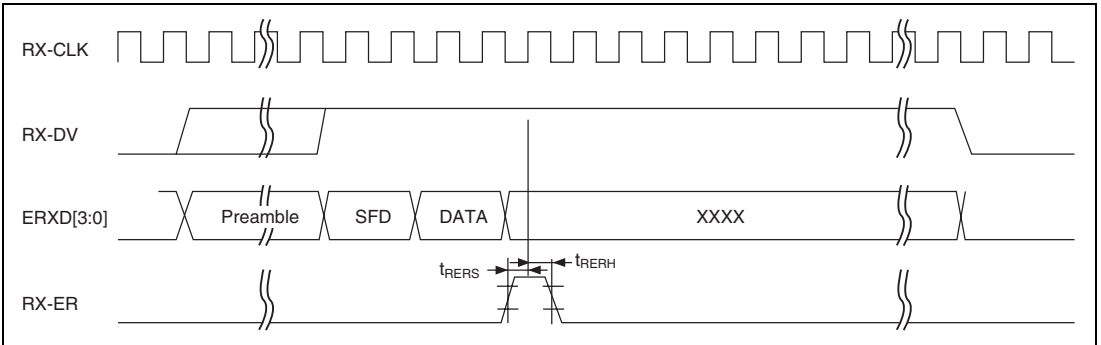 RX-CLK
RX-DV
ERXD[3:0]
Preamble
SFD
DATA
XXXX
tRERS
tRERH
RX-ER